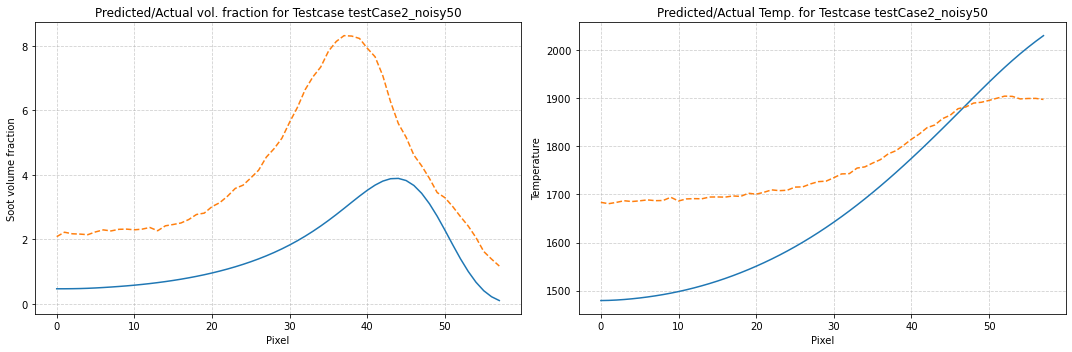 Predicted/Actual vol. fraction for Testcase testCase2_noisy50
Soot volume fraction
8
6
4
2
0
0 10 20 30 40 50
Pixel
Predicted/Actual Temp. for Testcase testCase2_noisy50
Temperature
2000
1900
1800
1700
1600
1500
0 10 20 30 40 50
Pixel